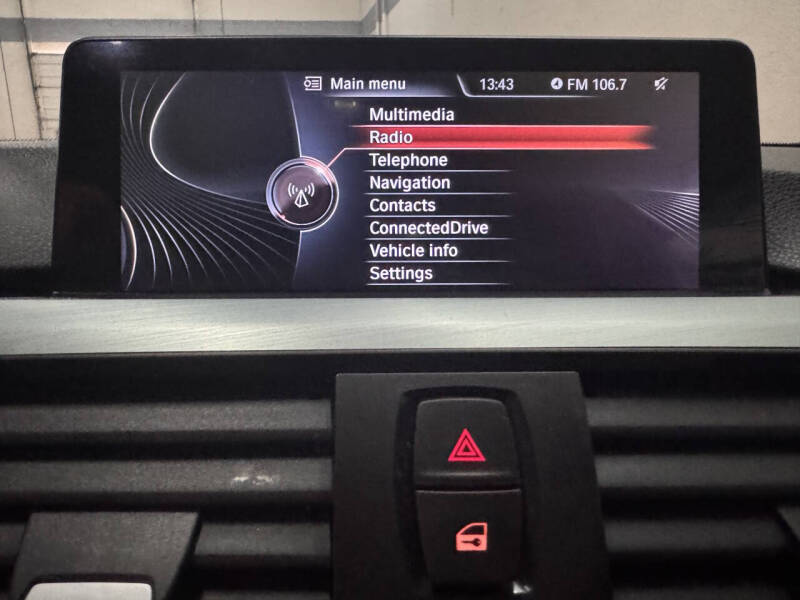 Main menu 13:43 FM 106.7
Multimedia
Radio
Telephone
Navigation
Contacts
ConnectedDrive
Vehicle info
Settings